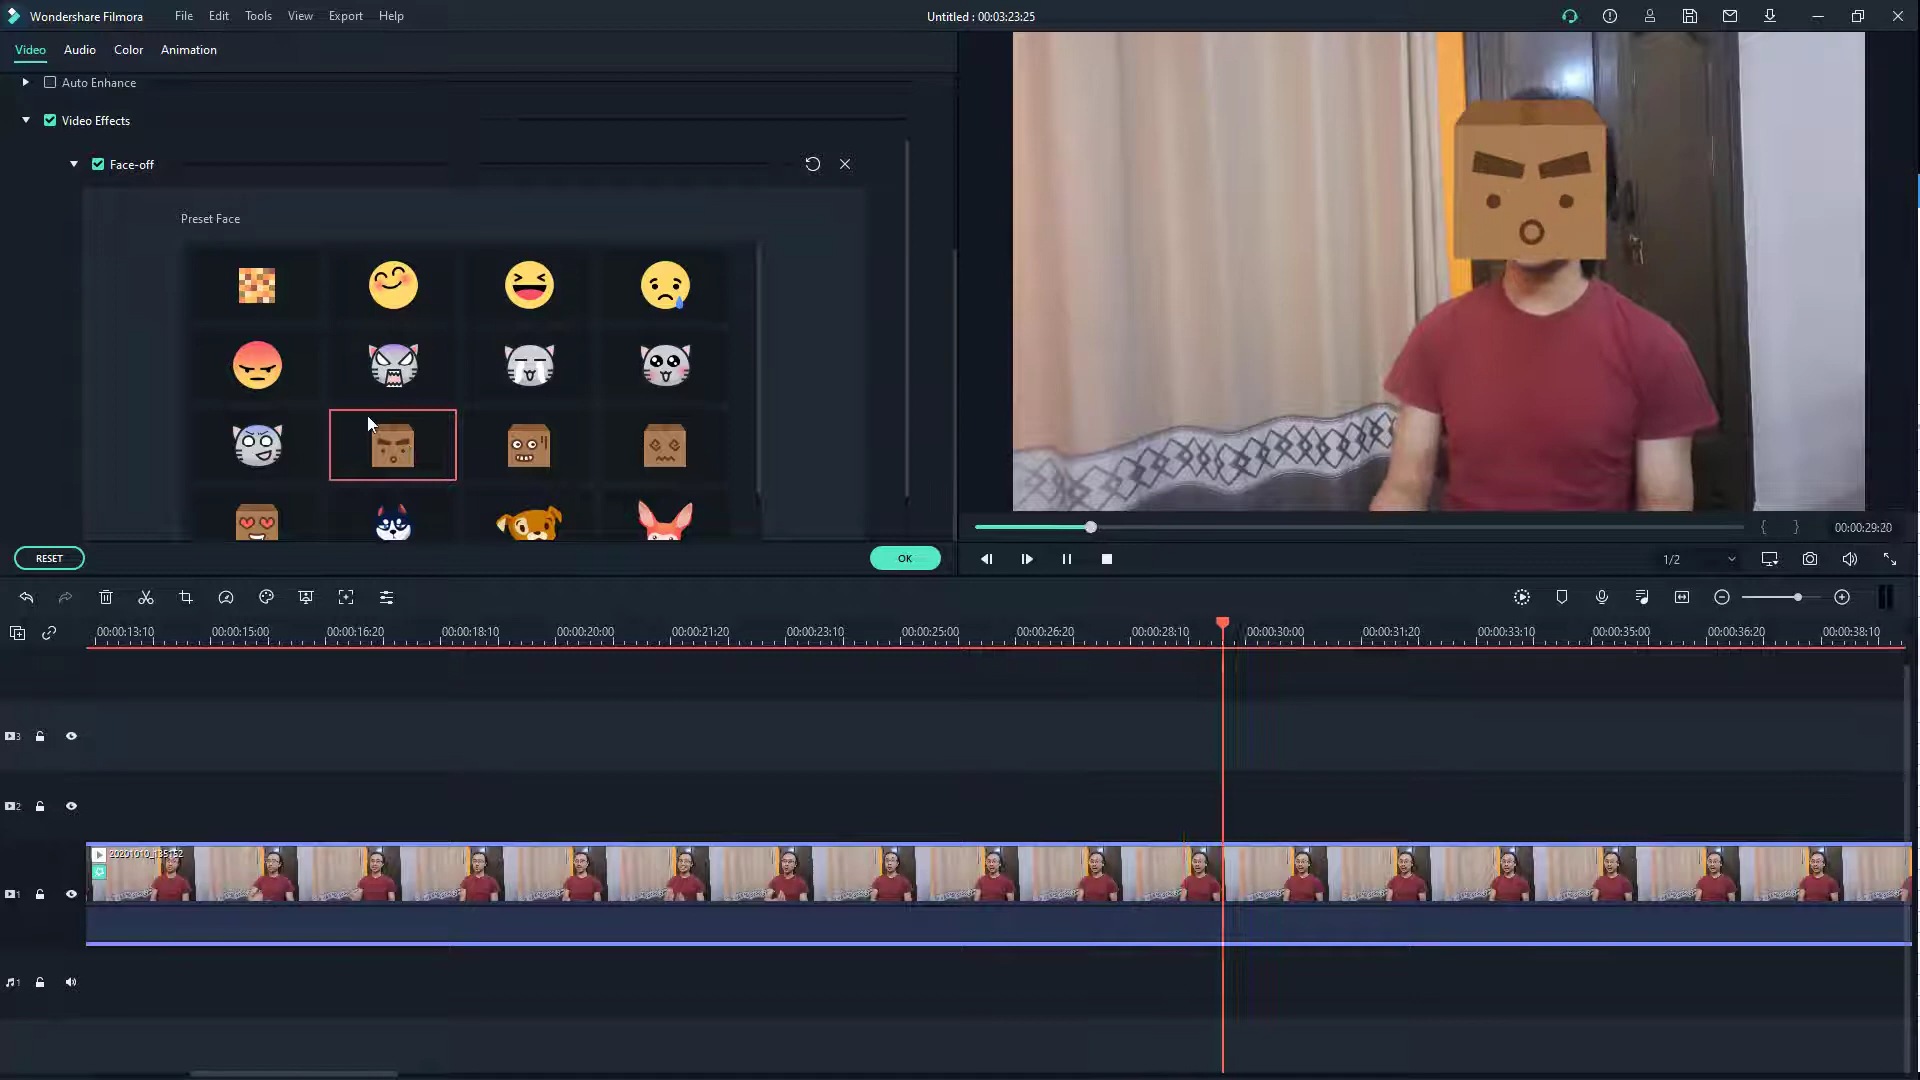 Wondershare Filmora File Edit Tools View Export Help Untitled : 00:03:23:25
Video Audio Color Animation
Auto Enhance
Video Effects
Face-off
Preset Face
RESET OK
{ } 00:00:29:20
1/2
00:00:13:10 00:00:15:00 00:00:16:20 00:00:18:10 00:00:20:00 00:00:21:20 00:00:23:10 00:00:25:00 00:00:26:20 00:00:28:10 00:00:30:00 00:00:31:20 00:00:33:10 00:00:35:00 00:00:36:20 00:00:38:10
3
2
20201010_135152
1
1